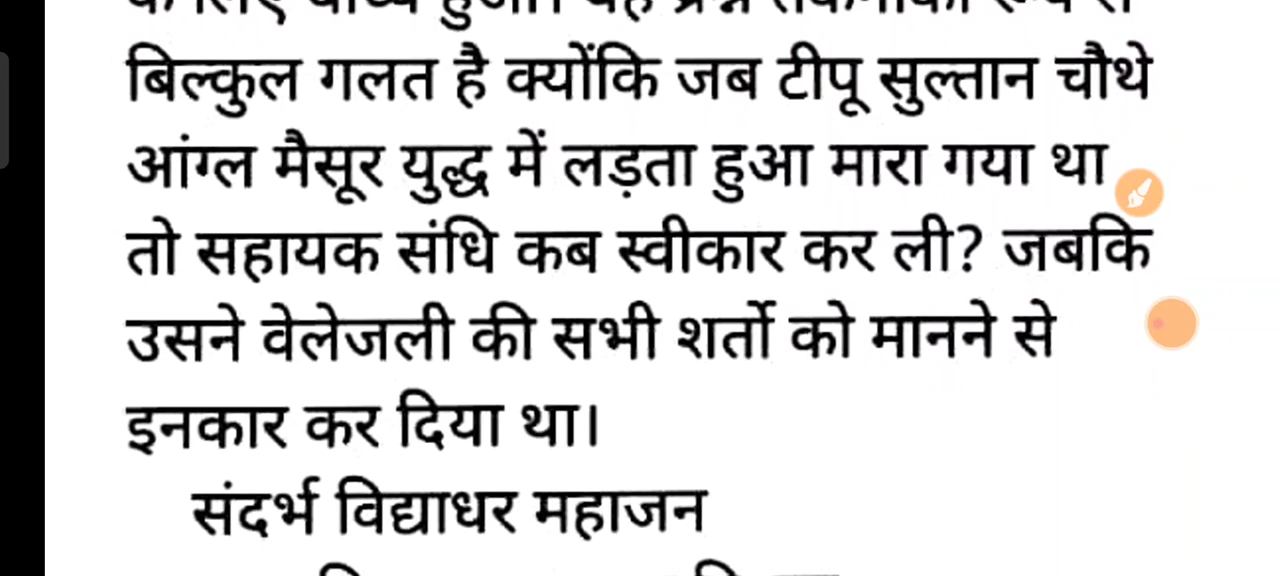 बिल्कुल गलत है क्योंकि जब टीपू सुल्तान चौथे
आंग्ल मैसूर युद्ध में लड़ता हुआ मारा गया था
तो सहायक संधि कब स्वीकार कर ली? जबकि
उसने वेलेजली की सभी शर्तो को मानने से
इनकार कर दिया था।
संदर्भ विद्याधर महाजन